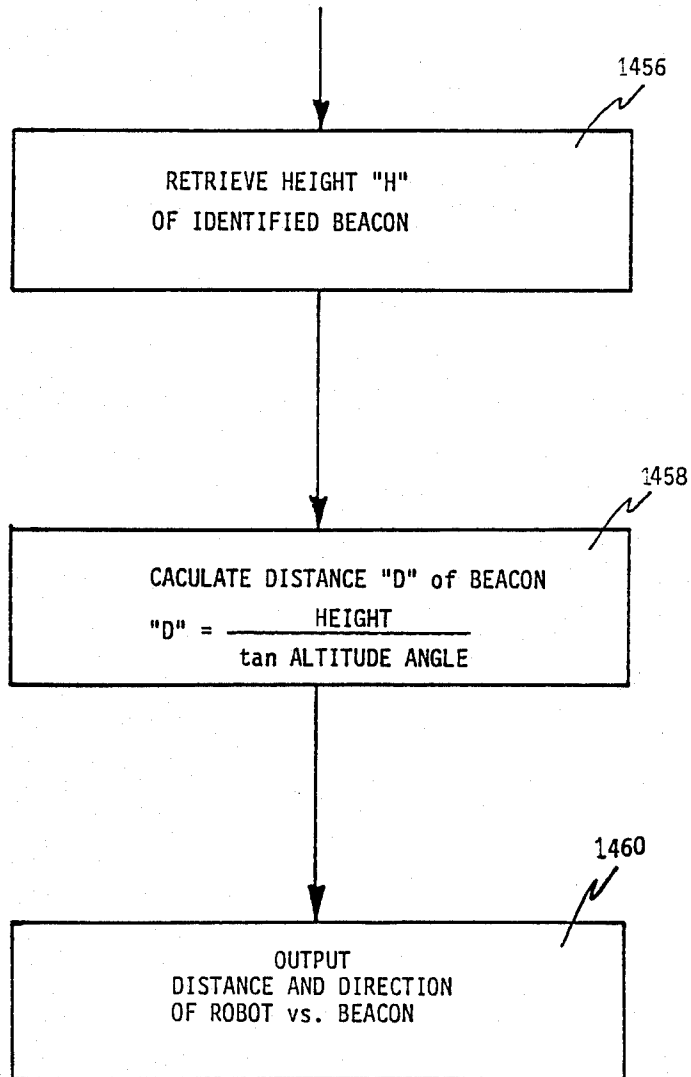 1456
RETRIEVE HEIGHT "H"
OF IDENTIFIED BEACON
1458
CACULATE DISTANCE "D" of BEACON
"D" = HEIGHT
tan ALTITUDE ANGLE
1460
OUTPUT
DISTANCE AND DIRECTION
OF ROBOT vs. BEACON